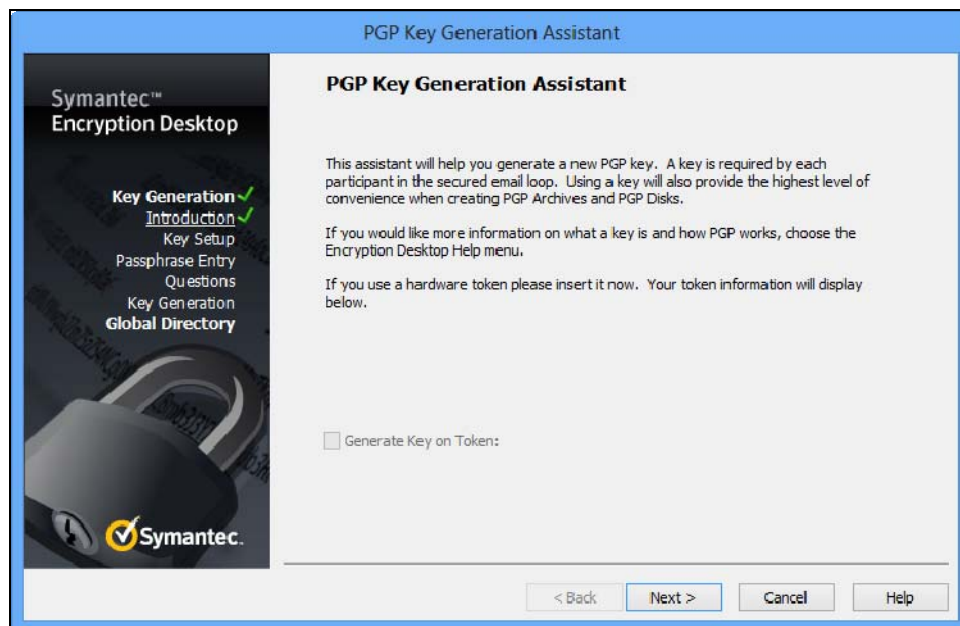 PGP Key Generation Assistant
Symantec™
Encryption Desktop
Key Generation
Introduction
Key Setup
Passphrase Entry
Questions
Key Generation
Global Directory
Symantec.
PGP Key Generation Assistant
This assistant will help you generate a new PGP key. A key is required by each
participant in the secured email loop. Using a key will also provide the highest level of
convenience when creating PGP Archives and PGP Disks.
If you would like more information on what a key is and how PGP works, choose the
Encryption Desktop Help menu.
If you use a hardware token please insert it now. Your token information will display
below.
Generate Key on Token:
< Back Next > Cancel Help